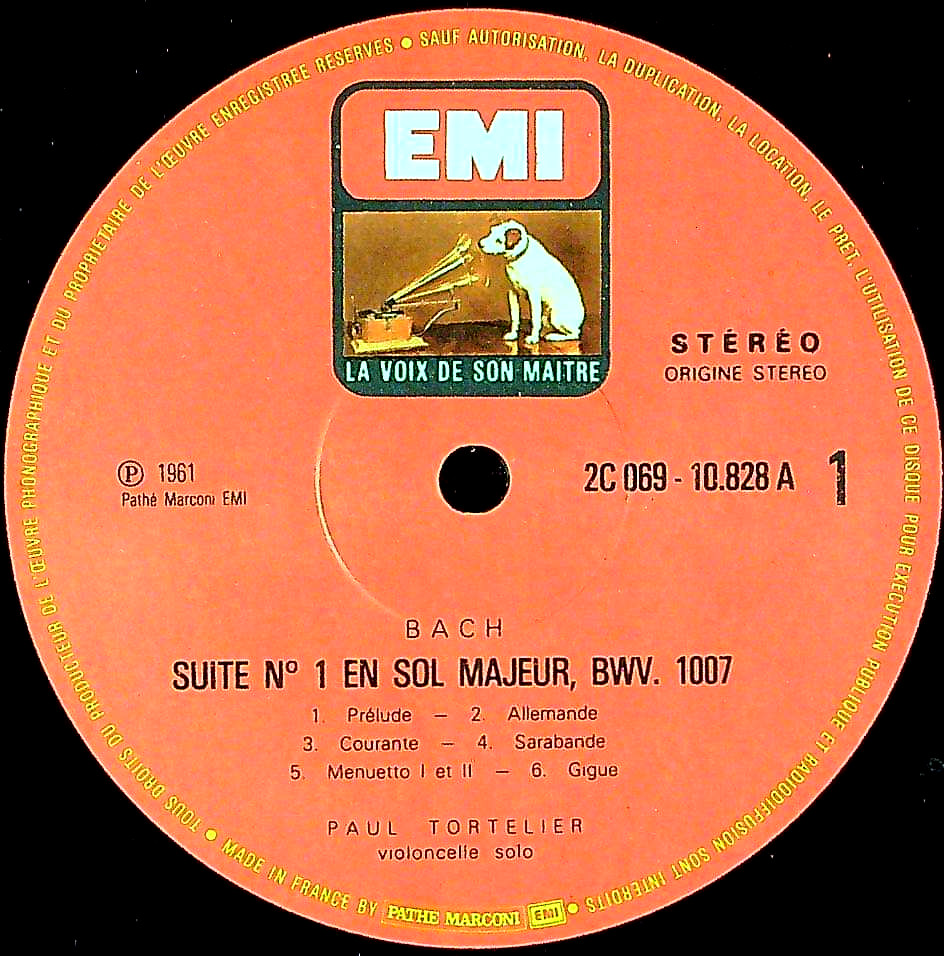 TOUS DROITS DU PRODUCTEUR DE L'ŒUVRE PHONOGRAPHIQUE ET DU PROPRIETAIRE DE L'ŒUVRE ENREGISTREE RESERVES ● SAUF AUTORISATION, LA DUPLICATION, LA LOCATION, LE PRET, L'UTILISATION DE CE DISQUE POUR EXECUTION PUBLIQUE ET RADIODIFFUSION SONT INTERDITS ●
EMI
LA VOIX DE SON MAITRE
STÉRÉO
ORIGINE STEREO
℗ 1961
Pathé Marconi EMI
2C 069 - 10.828 A 1
BACH
SUITE Nº 1 EN SOL MAJEUR, BWV. 1007
1. Prélude — 2. Allemande
3. Courante — 4. Sarabande
5. Menuetto I et II — 6. Gigue
PAUL TORTELIER
violoncelle solo
● MADE IN FRANCE BY PATHE MARCONI EMI